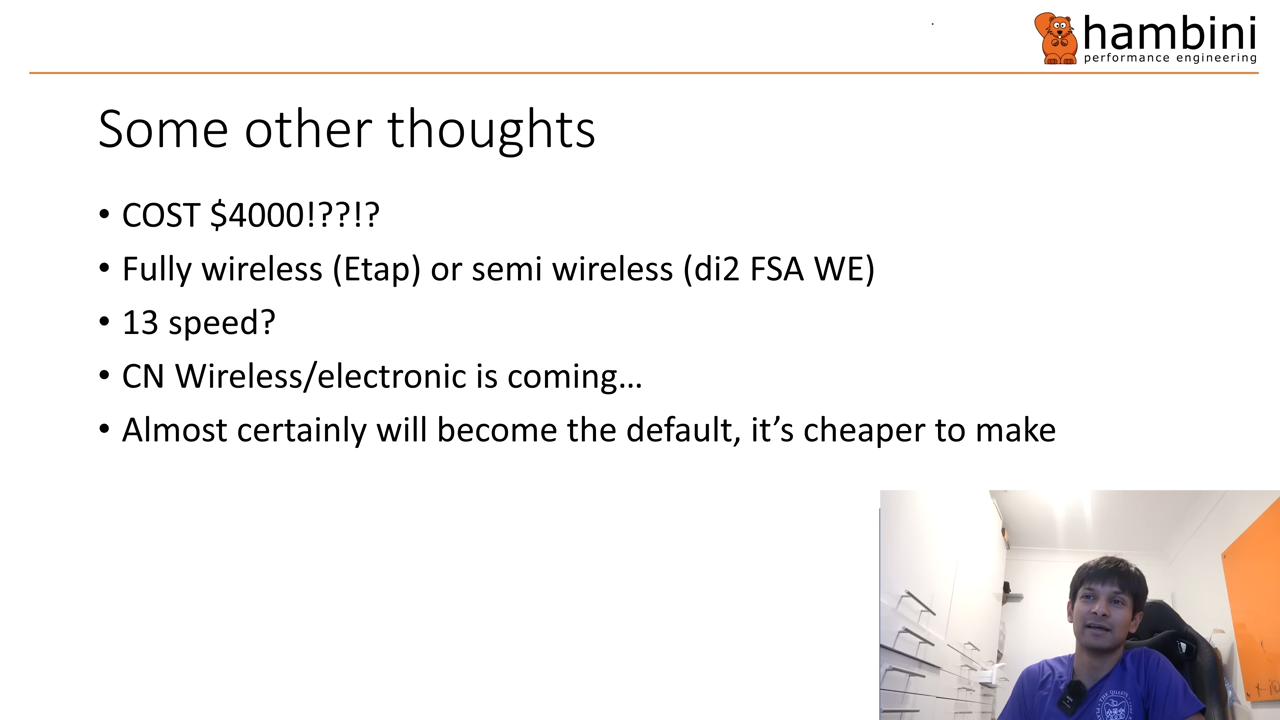 hambini
performance engineering
Some other thoughts
• COST $4000!??!?
• Fully wireless (Etap) or semi wireless (di2 FSA WE)
• 13 speed?
• CN Wireless/electronic is coming…
• Almost certainly will become the default, it’s cheaper to make